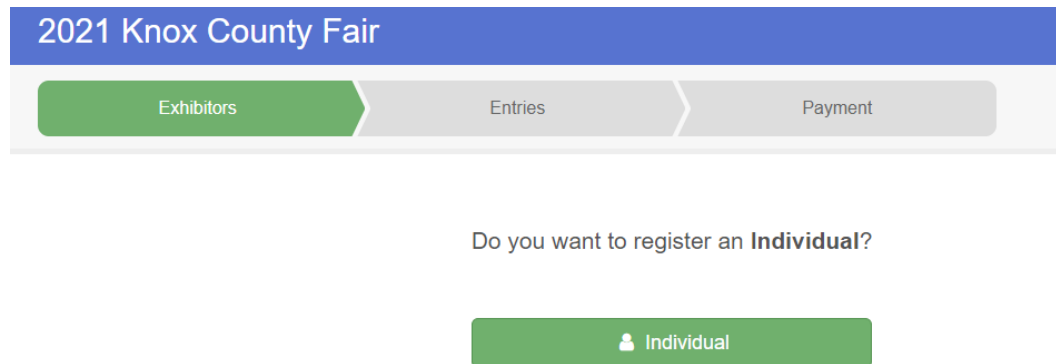 2021 Knox County Fair
Exhibitors Entries Payment
Do you want to register an Individual?
Individual